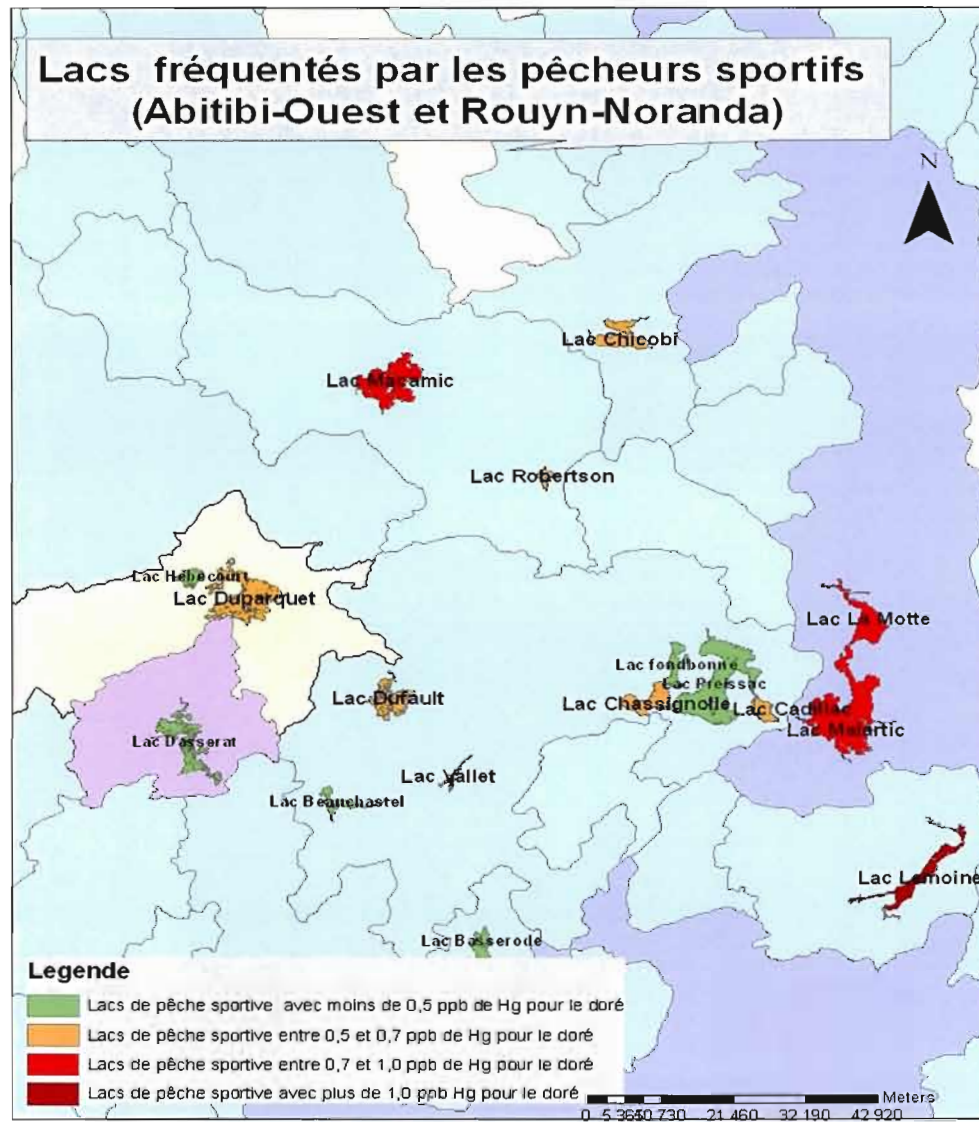 Lacs fréquentés par les pêcheurs sportifs
(Abitibi-Ouest et Rouyn-Noranda)
N
Lac Chicobi
Lac Macamic
Lac Robertson
Lac Hébécourt
Lac Duparquet
Lac La Motte
Lac fondbonne
Lac Preissac
Lac Dufault
Lac Chassignolle
Lac Cadillac
Lac Malartic
Lac Dasserat
Lac Vallet
Lac Beauchastel
Lac Lemoine
Lac Basserode
Legende
Lacs de pêche sportive avec moins de 0,5 ppb de Hg pour le doré
Lacs de pêche sportive entre 0,5 et 0,7 ppb de Hg pour le doré
Lacs de pêche sportive entre 0,7 et 1,0 ppb de Hg pour le doré
Lacs de pêche sportive avec plus de 1,0 ppb Hg pour le doré
Meters
0 5 36510 730 21 460 32 190 42 920